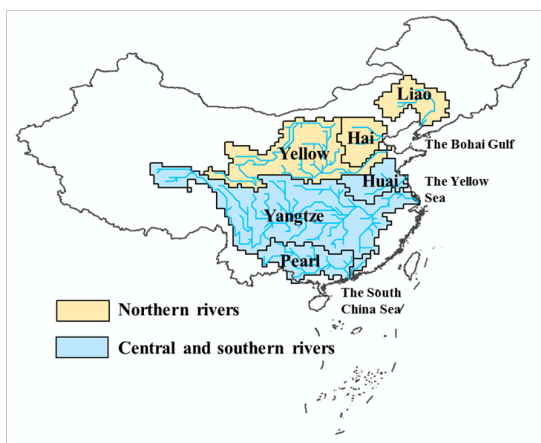 Liao
Hai
The Bohai Gulf
Yellow
Huai
The Yellow
Sea
Yangtze
Pearl
The South
China Sea
Northern rivers
Central and southern rivers